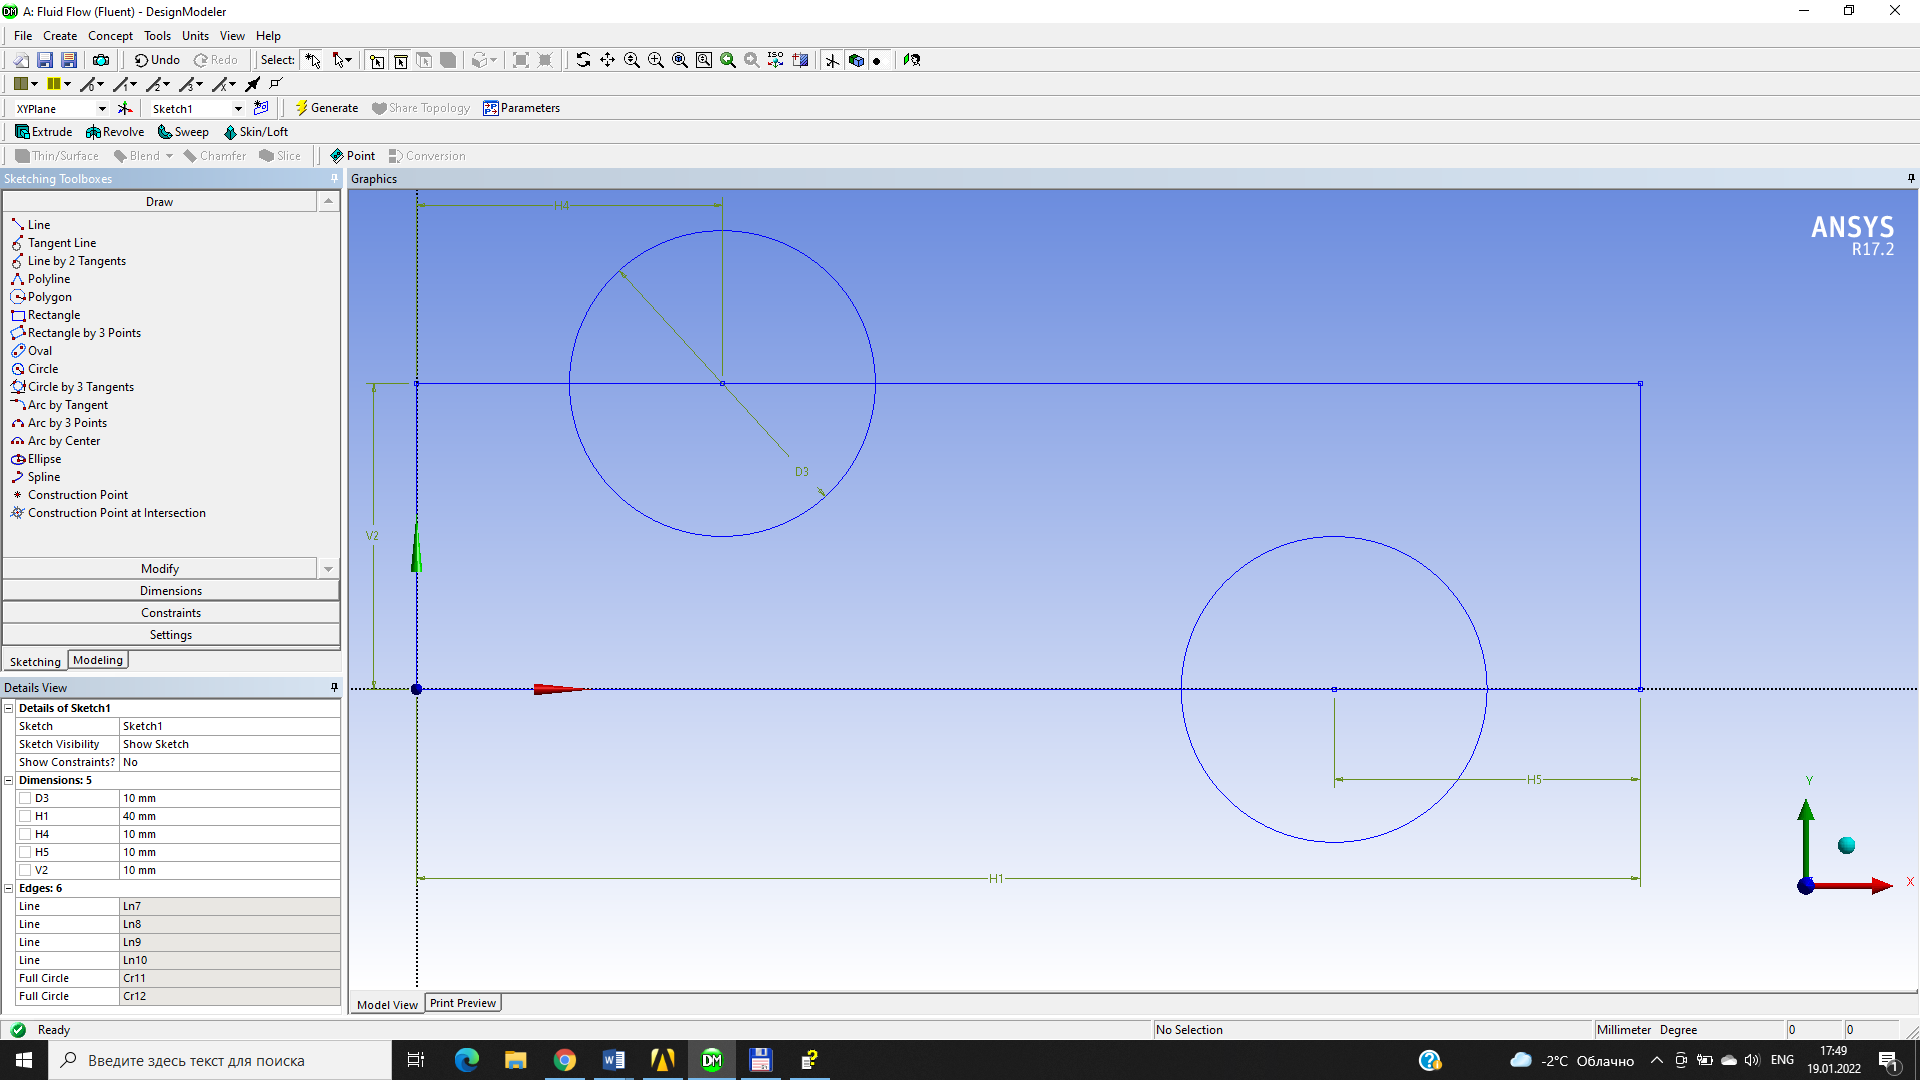 A: Fluid Flow (Fluent) - DesignModeler
File Create Concept Tools Units View Help
Undo Redo Select: ISO
XYPlane Sketch1 Generate Share Topology Parameters
Extrude Revolve Sweep Skin/Loft
Thin/Surface Blend Chamfer Slice Point Conversion
Sketching Toolboxes
Draw
Line
Tangent Line
Line by 2 Tangents
Polyline
Polygon
Rectangle
Rectangle by 3 Points
Oval
Circle
Circle by 3 Tangents
Arc by Tangent
Arc by 3 Points
Arc by Center
Ellipse
Spline
Construction Point
Construction Point at Intersection
Modify
Dimensions
Constraints
Settings
Sketching Modeling
Details View
Details of Sketch1
Sketch Sketch1
Sketch Visibility Show Sketch
Show Constraints? No
Dimensions: 5
D3 10 mm
H1 40 mm
H4 10 mm
H5 10 mm
V2 10 mm
Edges: 6
Line Ln7
Line Ln8
Line Ln9
Line Ln10
Full Circle Cr11
Full Circle Cr12
Graphics
H4
ANSYS
R17.2
D3
V2
H5
H1
Y
X
Model View Print Preview
Ready No Selection Millimeter Degree 0 0
Введите здесь текст для поиска
DM
-2°C Облачно
ENG
17:49
19.01.2022
1